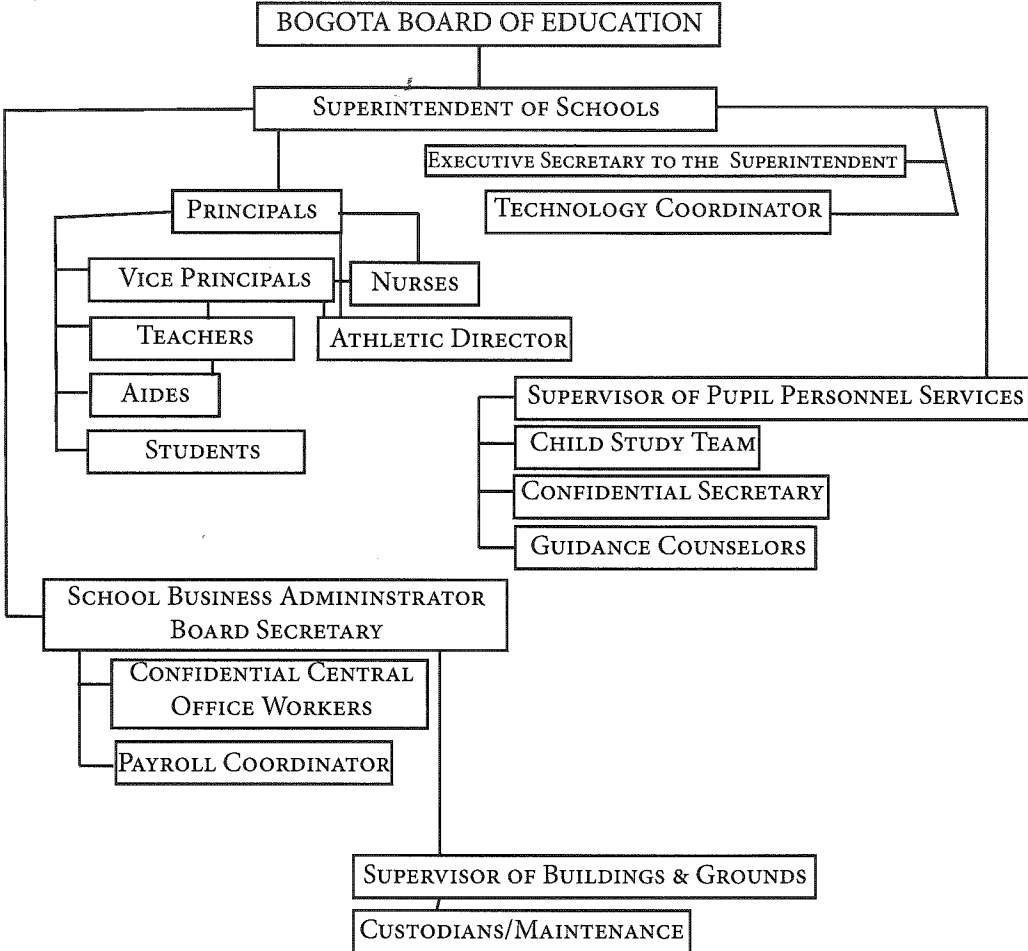 BOGOTA BOARD OF EDUCATION
SUPERINTENDENT OF SCHOOLS
EXECUTIVE SECRETARY TO THE SUPERINTENDENT
TECHNOLOGY COORDINATOR
PRINCIPALS
VICE PRINCIPALS
NURSES
TEACHERS
ATHLETIC DIRECTOR
AIDES
STUDENTS
SUPERVISOR OF PUPIL PERSONNEL SERVICES
CHILD STUDY TEAM
CONFIDENTIAL SECRETARY
GUIDANCE COUNSELORS
SCHOOL BUSINESS ADMININSTRATOR
BOARD SECRETARY
CONFIDENTIAL CENTRAL
OFFICE WORKERS
PAYROLL COORDINATOR
SUPERVISOR OF BUILDINGS & GROUNDS
CUSTODIANS/MAINTENANCE